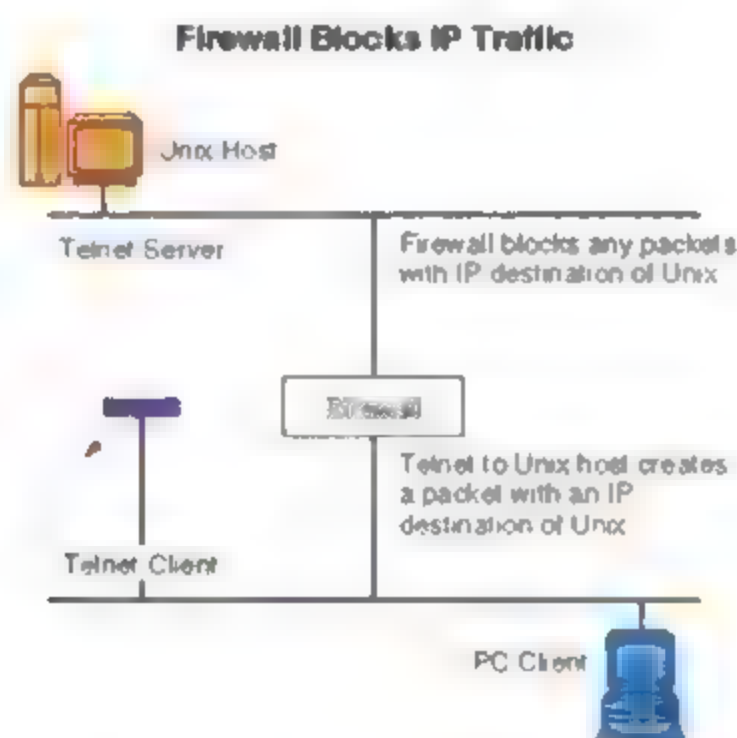 Firewall Blocks IP Traffic
Unix Host
Telnet Server
Firewall blocks any packets
with IP destination of Unix
Firewall
Telnet to Unix host creates
a packet with an IP
destination of Unix
Telnet Client
PC Client